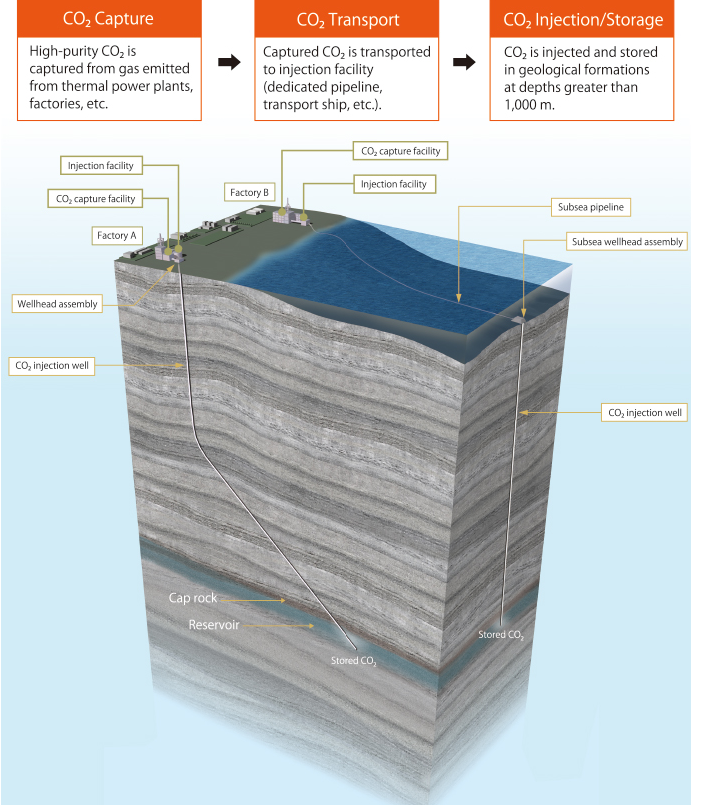 CO₂ Capture
High-purity CO₂ is
captured from gas emitted
from thermal power plants,
factories, etc.
CO₂ Transport
Captured CO₂ is transported
to injection facility
(dedicated pipeline,
transport ship, etc.).
CO₂ Injection/Storage
CO₂ is injected and stored
in geological formations
at depths greater than
1,000 m.
CO₂ capture facility
Injection facility
Injection facility
Factory B
CO₂ capture facility
Subsea pipeline
Factory A
Subsea wellhead assembly
Wellhead assembly
CO₂ injection well
CO₂ injection well
Cap rock
Reservoir
Stored CO₂
Stored CO₂